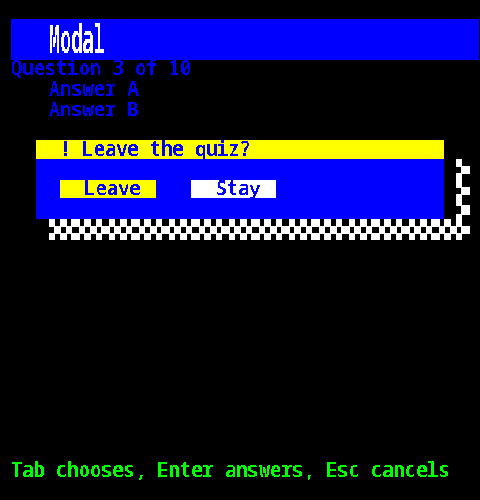 Modal
Question 3 of 10
Answer A
Answer B
! Leave the quiz?
Leave Stay
Tab chooses, Enter answers, Esc cancels